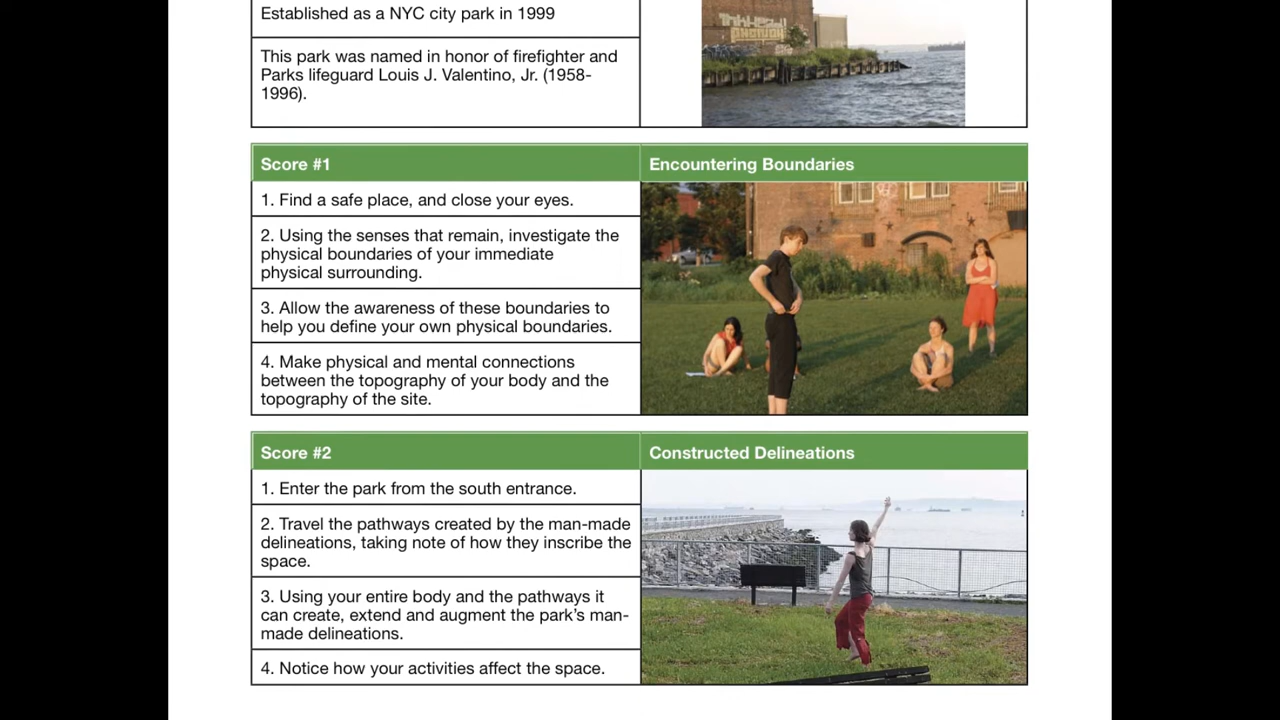 Established as a NYC city park in 1999
This park was named in honor of firefighter and
Parks lifeguard Louis J. Valentino, Jr. (1958-
1996).
Score #1
Encountering Boundaries
1. Find a safe place, and close your eyes.
2. Using the senses that remain, investigate the
physical boundaries of your immediate
physical surrounding.
3. Allow the awareness of these boundaries to
help you define your own physical boundaries.
4. Make physical and mental connections
between the topography of your body and the
topography of the site.
Score #2
Constructed Delineations
1. Enter the park from the south entrance.
2. Travel the pathways created by the man-made
delineations, taking note of how they inscribe the
space.
3. Using your entire body and the pathways it
can create, extend and augment the park's man-
made delineations.
4. Notice how your activities affect the space.